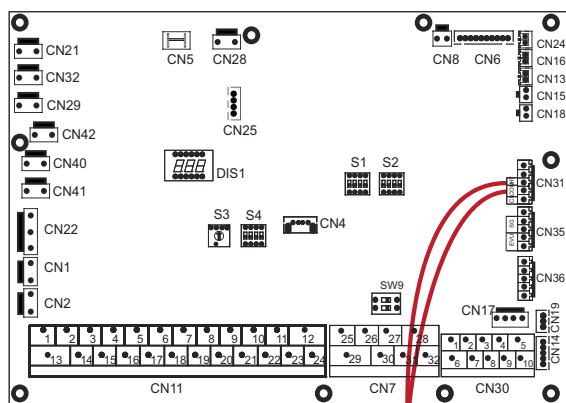 CN21
CN32
CN29
CN42
CN40
CN41
CN22
CN1
CN2
CN5
CN28
CN25
DIS1
S3
S4
CN4
S1
S2
SW9
CN8
CN6
CN24
CN16
CN13
CN15
CN18
CN31
CN35
SG
EVU
CN36
CN17
CN19
CN14
1 2 3 4 5 6 7 8 9 10 11 12
13 14 15 16 17 18 19 20 21 22 23 24
CN11
25 26 27 28
29 30 31 32
CN7
1 2 3 4 5
6 7 8 9 10
CN30